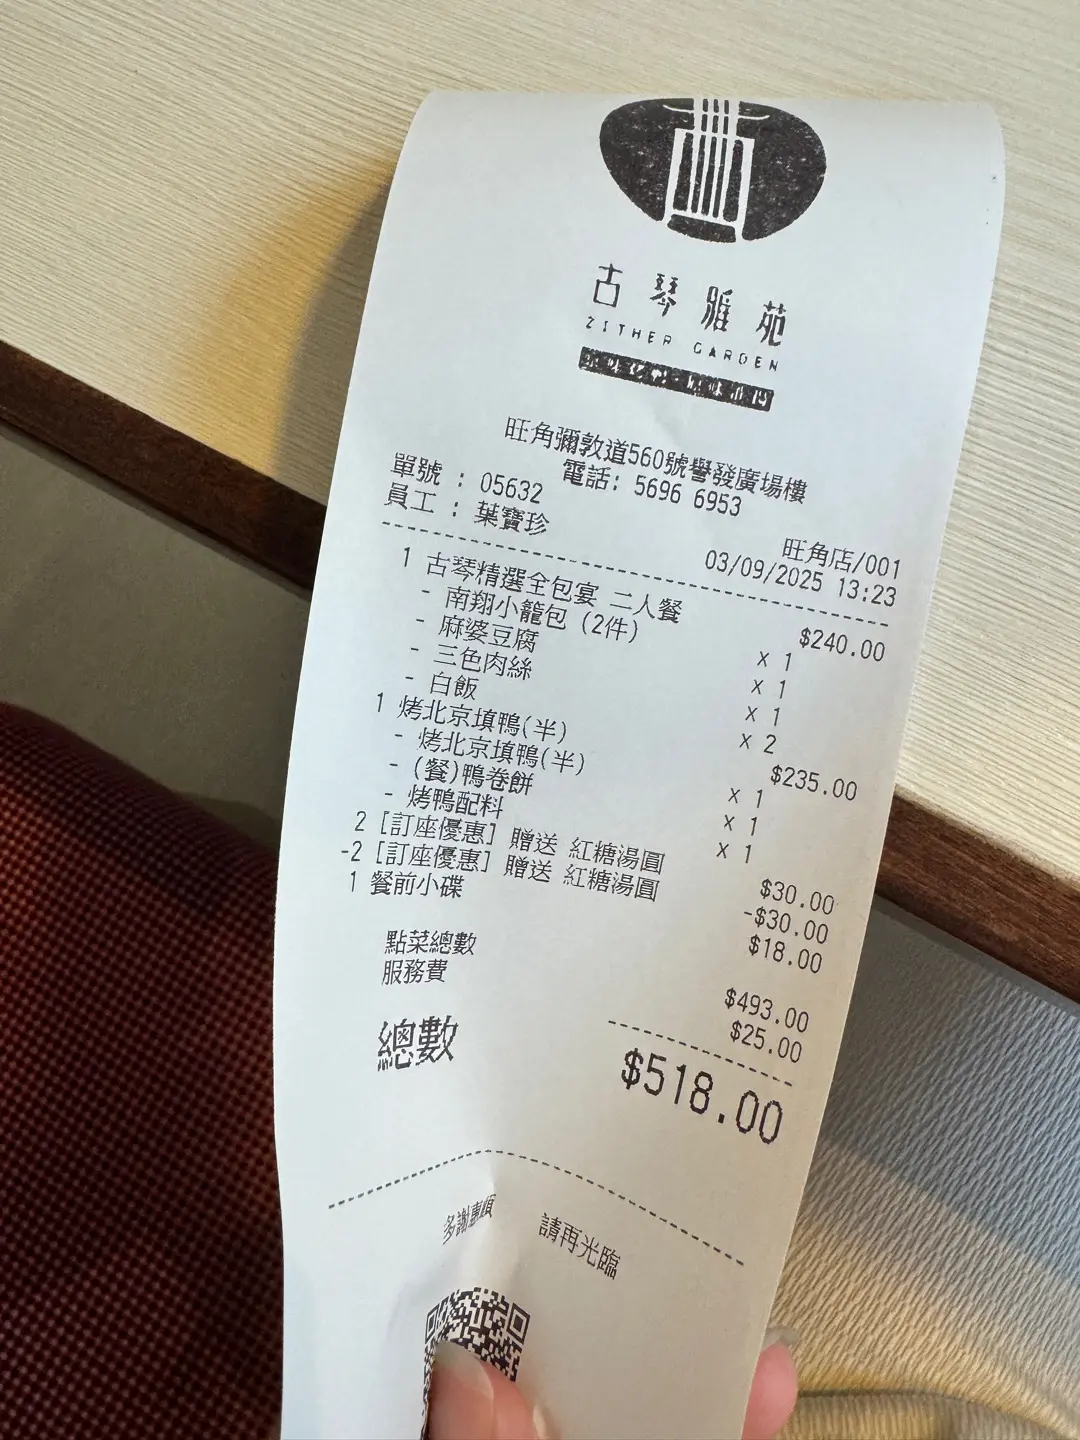 古琴雅苑
ZITHER GARDEN
旺角彌敦道560號譽發廣場樓
電話: 5696 6953
單號 : 05632
員工 : 葉寶珍
旺角店/001
03/09/2025 13:23
1 古琴精選全包宴 二人餐 $240.00
- 南翔小籠包 (2件) x 1
- 麻婆豆腐 x 1
- 三色肉絲 x 1
- 白飯 x 2
1 烤北京填鴨(半) $235.00
- 烤北京填鴨(半) x 1
- (餐)鴨卷餅 x 1
- 烤鴨配料 x 1
2 [訂座優惠] 贈送 紅糖湯圓 $30.00
-2 [訂座優惠] 贈送 紅糖湯圓 -$30.00
1 餐前小碟 $18.00
點菜總數 $493.00
服務費 $25.00
總數 $518.00
多謝惠顧 請再光臨